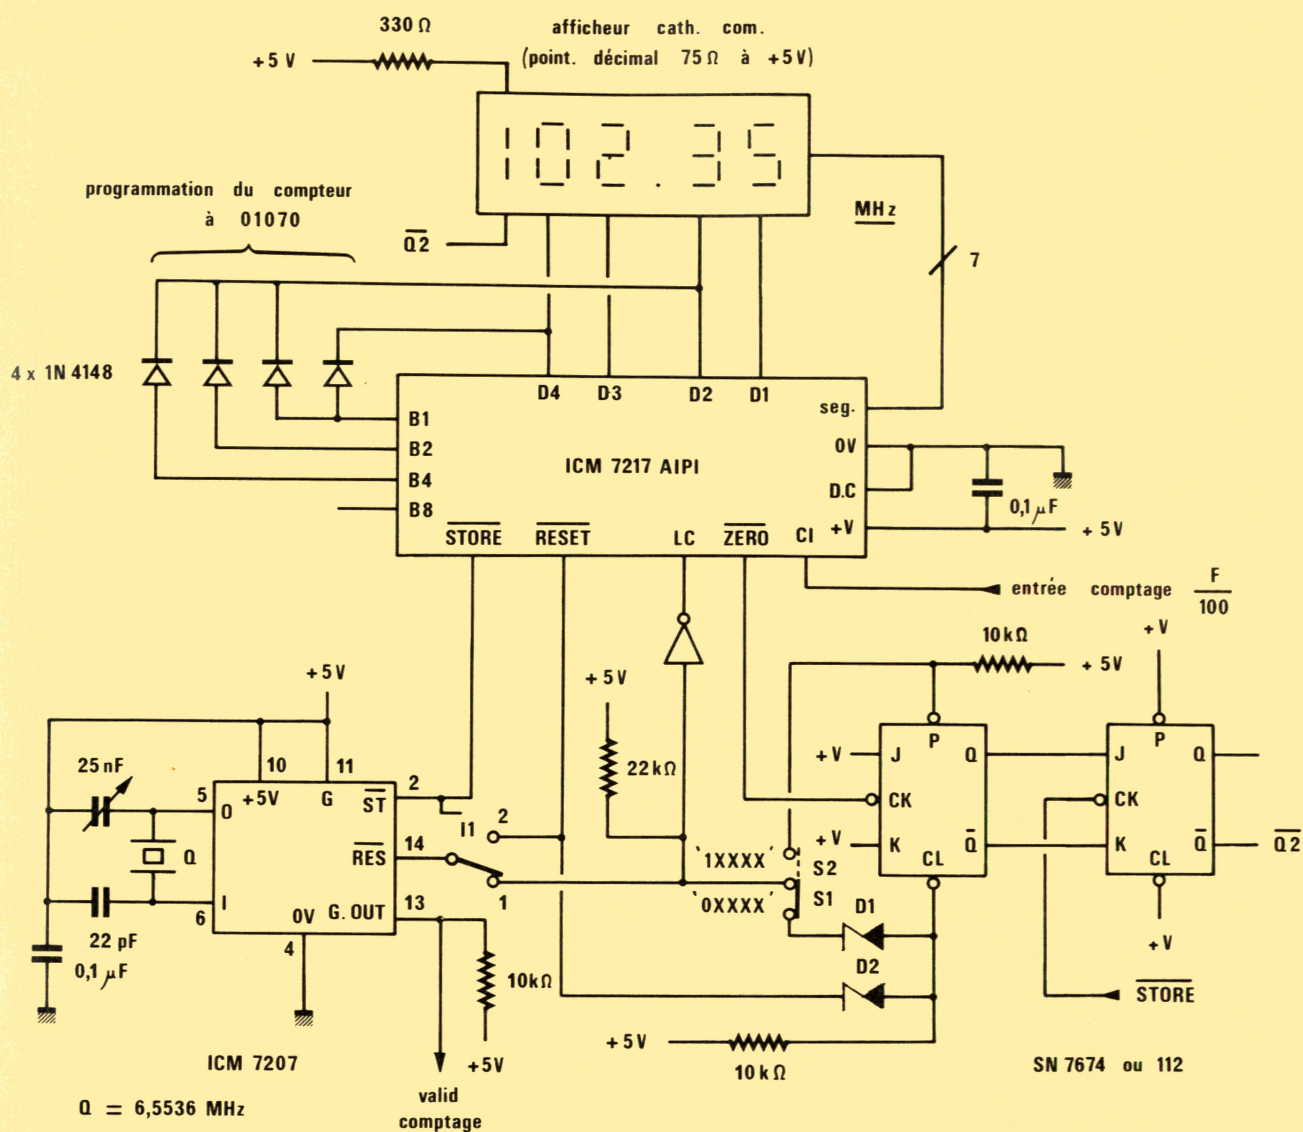 330 Ω
afficheur cath. com.
(point. décimal 75 Ω à +5 V)
+5 V
102.35
programmation du compteur
à 01070
MHz
Q2
7
4 x 1N 4148
D4 D3 D2 D1
seg.
B1
0V
B2
ICM 7217 AIPI
B4
D.C
B8
0,1 µF
+V
+ 5V
STORE RESET LC ZERO CI
entrée comptage F/100
+ V
10kΩ
+ 5V
+ 5V
+ 5V
P
P
25 nF
10
11
2
22kΩ
+V
J
Q
J
Q
5
O
+5V
G
ST
CK
CK
I1
2
14
Q
RES
'1XXXX'
+V
K
Q
K
Q
Q2
S2
CL
CL
1
'0XXXX'
S1
6
I
13
0V
G. OUT
D1
22 pF
4
+V
0,1 µF
10kΩ
D2
STORE
+5V
+ 5V
ICM 7207
10 kΩ
SN 7674 ou 112
valid
comptage
Q = 6,5536 MHz